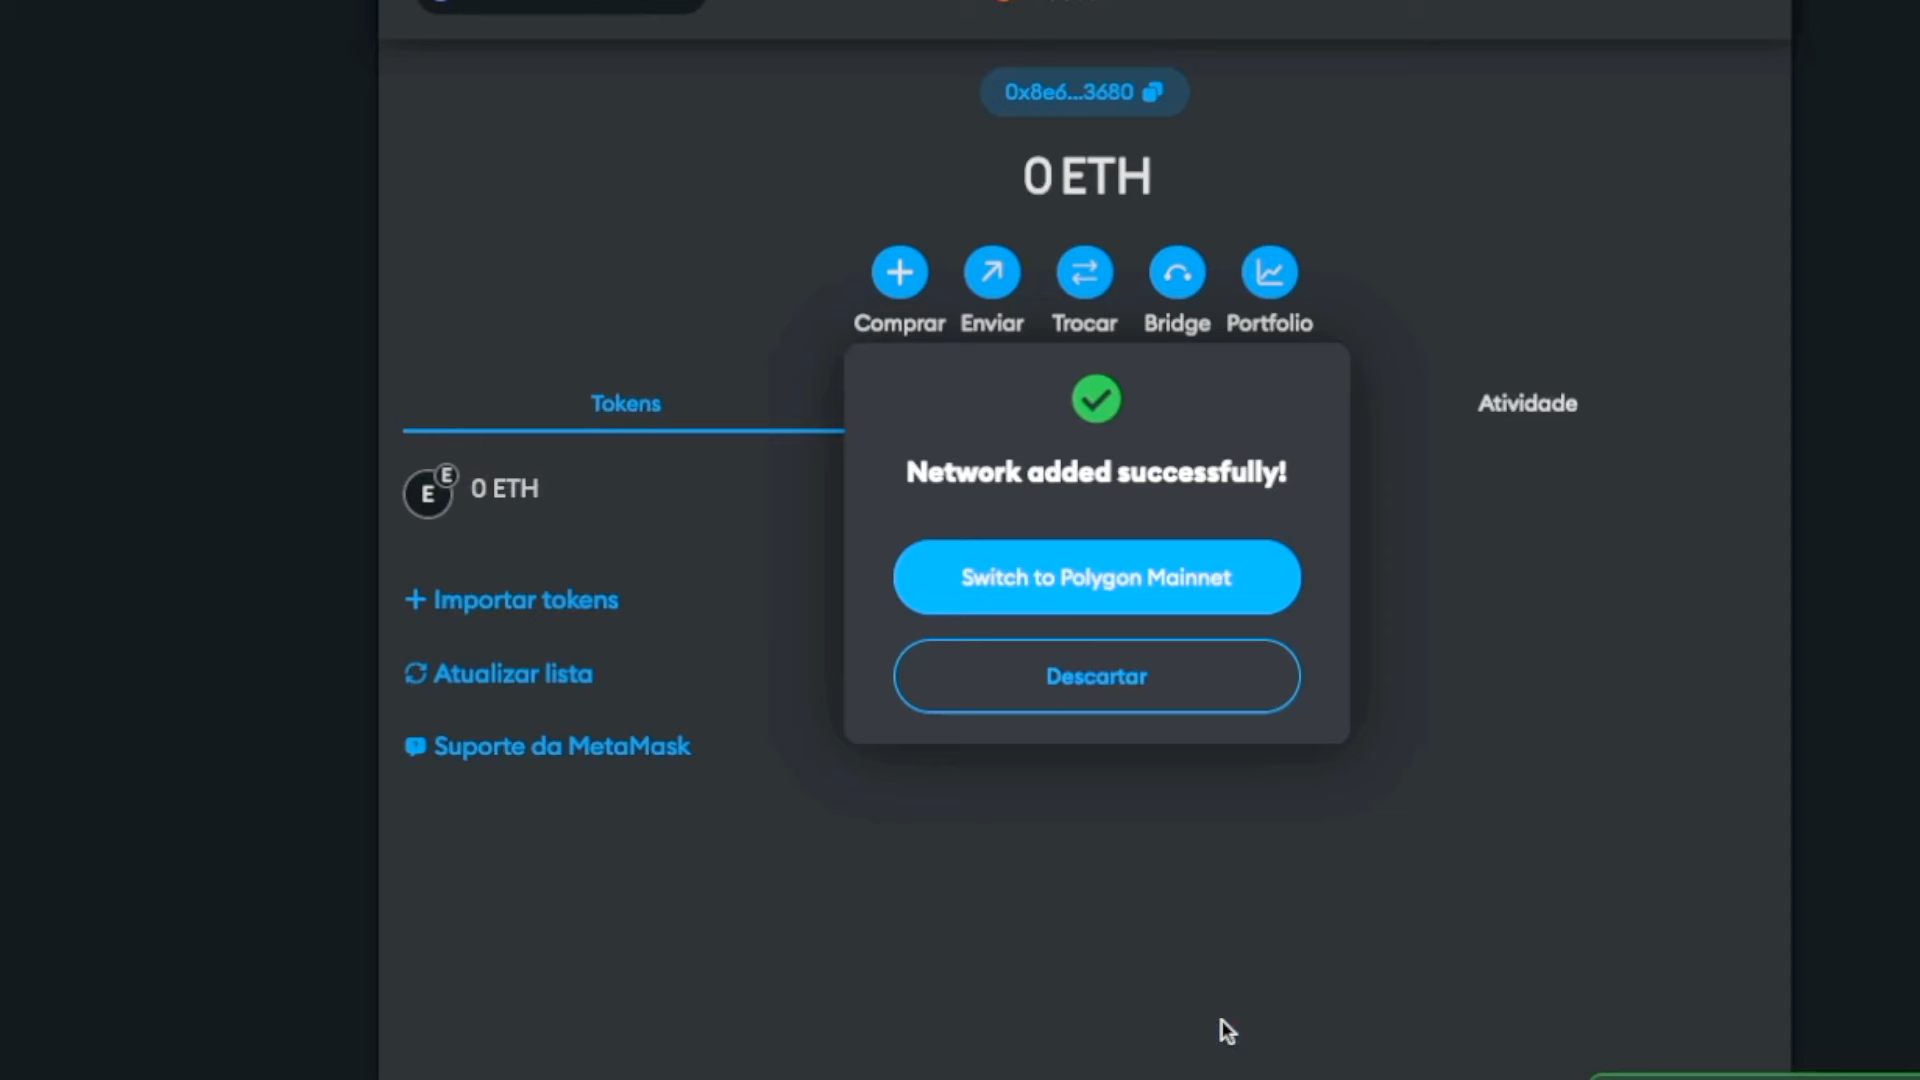 0x8e6...3680
0 ETH
Comprar Enviar Trocar Bridge Portfolio
Tokens
Atividade
E E 0 ETH
Network added successfully!
Switch to Polygon Mainnet
Descartar
+ Importar tokens
Atualizar lista
Suporte da MetaMask